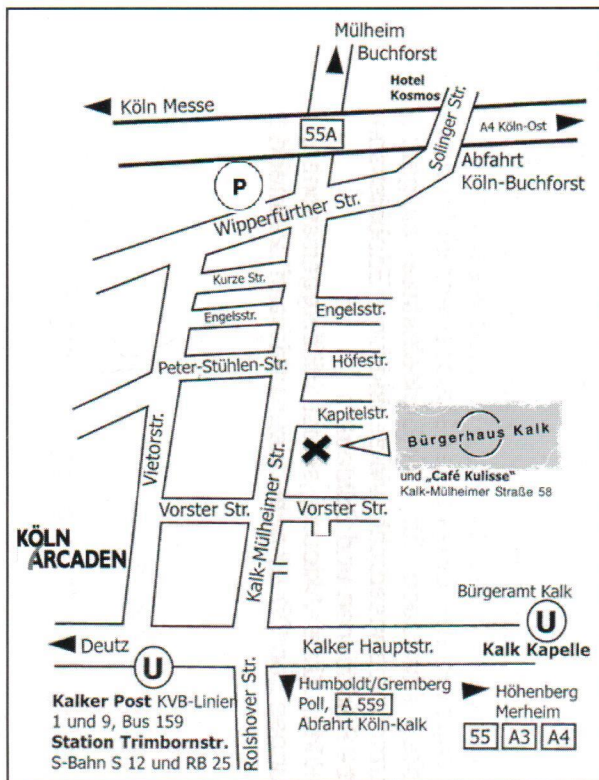 Mülheim
Buchforst
Hotel
Kosmos
Köln Messe
55A
Solinger Str.
A4 Köln-Ost
Abfahrt
Köln-Buchforst
P
Wipperfürther Str.
Kurze Str.
Engelsstr.
Engelsstr.
Peter-Stühlen-Str.
Höfestr.
Kapitelstr.
Bürgerhaus Kalk
und „Café Kulisse"
Kalk-Mülheimer Straße 58
Vietorstr.
Kalk-Mülheimer Str.
Vorster Str.
Vorster Str.
KÖLN
ARCADEN
Bürgeramt Kalk
U
Kalk Kapelle
Deutz
Kalker Hauptstr.
U
Rolshover Str.
Kalker Post KVB-Linien
1 und 9, Bus 159
Station Trimbornstr.
S-Bahn S 12 und RB 25
Humboldt/Gremberg
Poll, A 559
Abfahrt Köln-Kalk
Höhenberg
Merheim
55 A3 A4